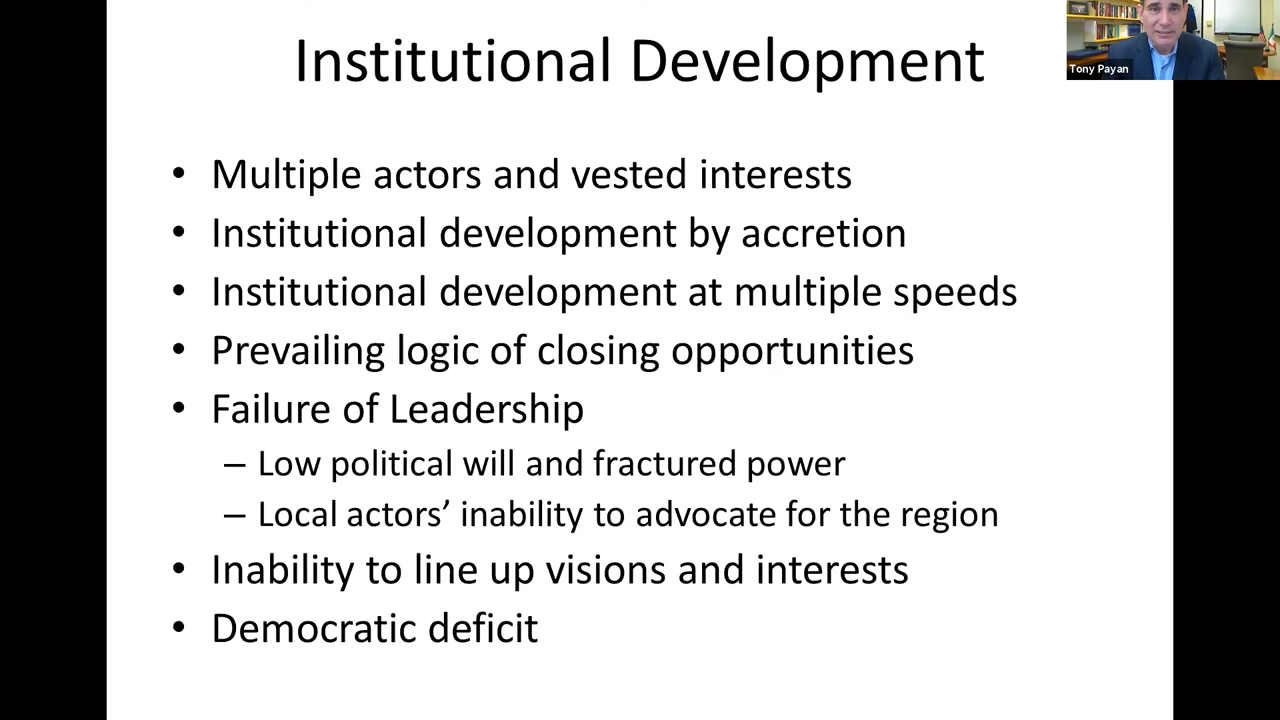 Institutional Development
Tony Payan
• Multiple actors and vested interests
• Institutional development by accretion
• Institutional development at multiple speeds
• Prevailing logic of closing opportunities
• Failure of Leadership
– Low political will and fractured power
– Local actors’ inability to advocate for the region
• Inability to line up visions and interests
• Democratic deficit